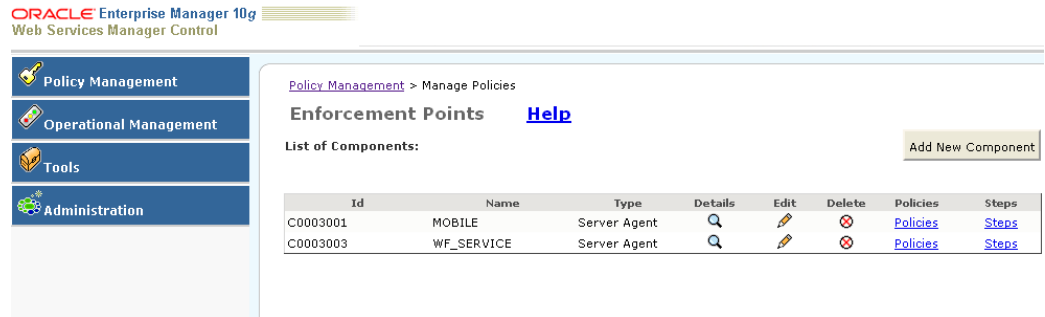 ORACLE Enterprise Manager 10g
Web Services Manager Control
Policy Management
Operational Management
Tools
Administration
Policy Management > Manage Policies
Enforcement Points Help
List of Components:
Add New Component
Id Name Type Details Edit Delete Policies Steps
C0003001 MOBILE Server Agent Policies Steps
C0003003 WF_SERVICE Server Agent Policies Steps